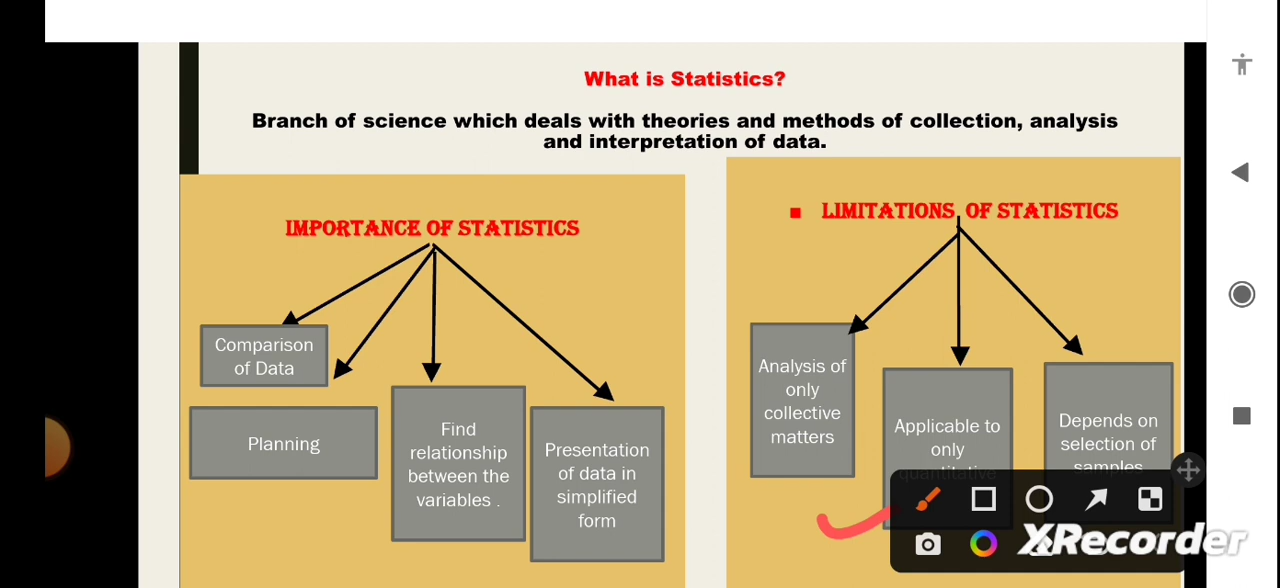 What is Statistics?
Branch of science which deals with theories and methods of collection, analysis
and interpretation of data.
IMPORTANCE OF STATISTICS
Comparison
of Data
Planning
Find
relationship
between the
variables .
Presentation
of data in
simplified
form
LIMITATIONS OF STATISTICS
Analysis of
only
collective
matters
Applicable to
only
quantitative
Depends on
selection of
samples
XRecorder